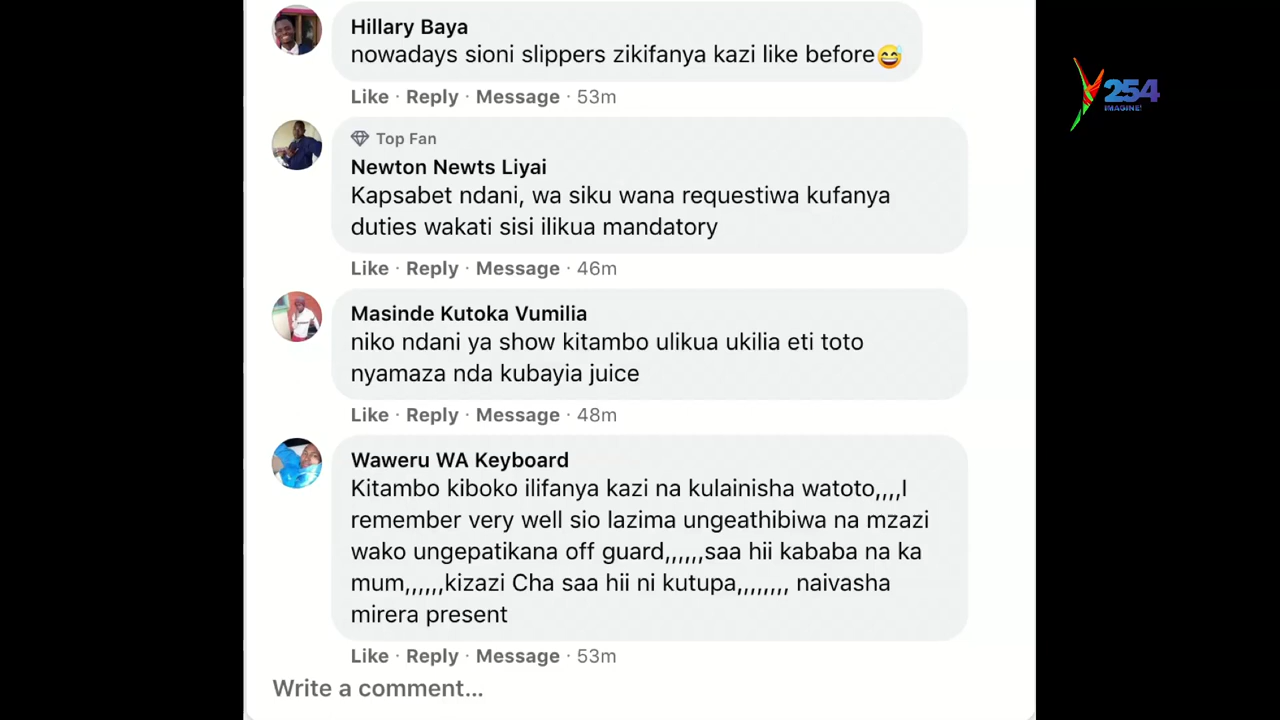 Hillary Baya
nowadays sioni slippers zikifanya kazi like before😅
Like · Reply · Message · 53m
254
IMAGINE!
Top Fan
Newton Newts Liyai
Kapsabet ndani, wa siku wana requestiwa kufanya
duties wakati sisi ilikua mandatory
Like · Reply · Message · 46m
Masinde Kutoka Vumilia
niko ndani ya show kitambo ulikua ukilia eti toto
nyamaza nda kubayia juice
Like · Reply · Message · 48m
Waweru WA Keyboard
Kitambo kiboko ilifanya kazi na kulainisha watoto,,,,I
remember very well sio lazima ungeathibiwa na mzazi
wako ungepatikana off guard,,,,,,saa hii kababa na ka
mum,,,,,,kizazi Cha saa hii ni kutupa,,,,,,,, naivasha
mirera present
Like · Reply · Message · 53m
Write a comment...